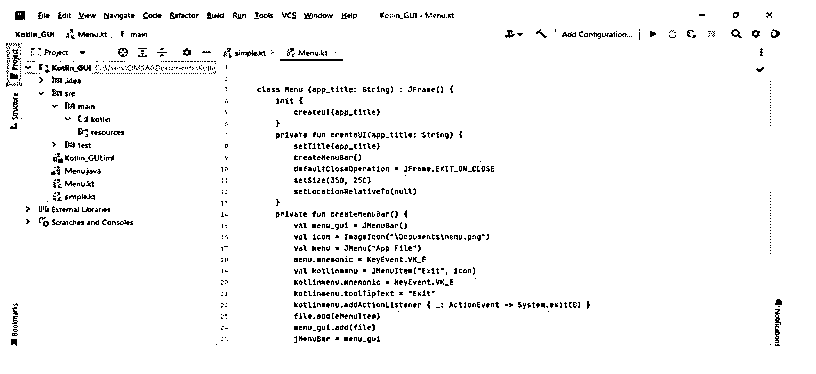 File Edit View Navigate Code Refactor Build Run Tools VCS Window Help Kotlin_GUI - Menu.kt
Kotlin_GUI Menu.kt main Add Configuration...
Project simple.kt Menu.kt
Kotlin_GUI
.idea
src
main
kotlin
resources
test
Kotlin_GUI.iml
Menu.java
Menu.kt
simple.kt
External Libraries
Scratches and Consoles
Project
Structure
Bookmarks
class Menu (app_title: String) : JFrame() {
init {
createUI(app_title)
}
private fun createUI(app_title: String) {
setTitle(app_title)
createMenuBar()
defaultCloseOperation = JFrame.EXIT_ON_CLOSE
setSize(350, 250)
setLocationRelativeTo(null)
}
private fun createMenuBar() {
val menu_gui = JMenuBar()
val icon = ImageIcon("\Documents\menu.png")
val menu = JMenu("App File")
menu.mnemonic = KeyEvent.VK_F
val kotlinmenu = JMenuItem("Exit", icon)
kotlinmenu.mnemonic = KeyEvent.VK_E
kotlinmenu.toolTipText = "Exit"
kotlinmenu.addActionListener { _: ActionEvent -> System.exit(0) }
file.add(eMenuItem)
menu_gui.add(file)
jMenuBar = menu_gui
Notifications